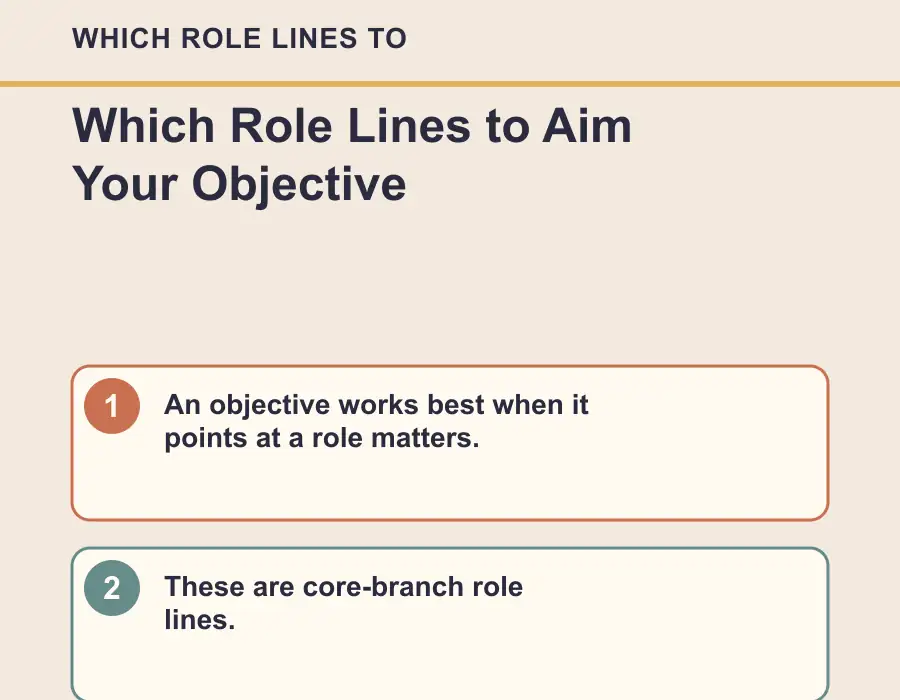 WHICH ROLE LINES TO
Which Role Lines to Aim
Your Objective
1
An objective works best when it
points at a role matters.
2
These are core-branch role
lines.